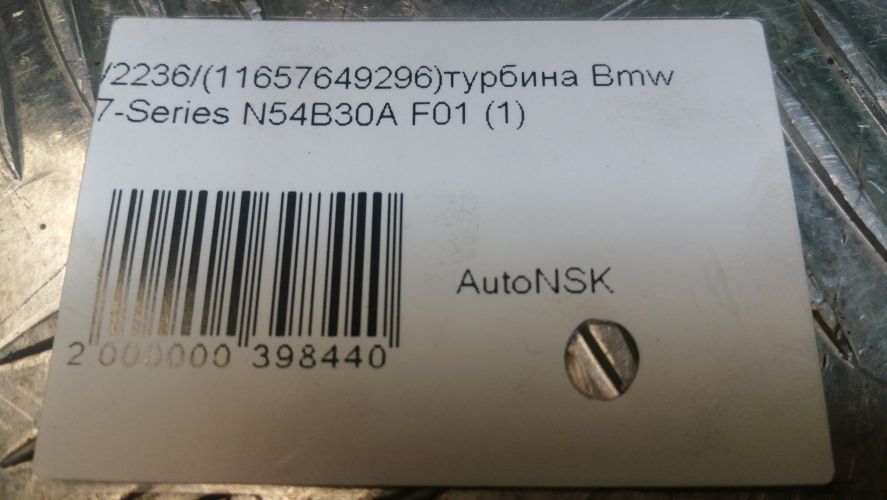 /2236/(11657649296)турбина Bmw
7-Series N54B30A F01 (1)
AutoNSK
2 000000 398440